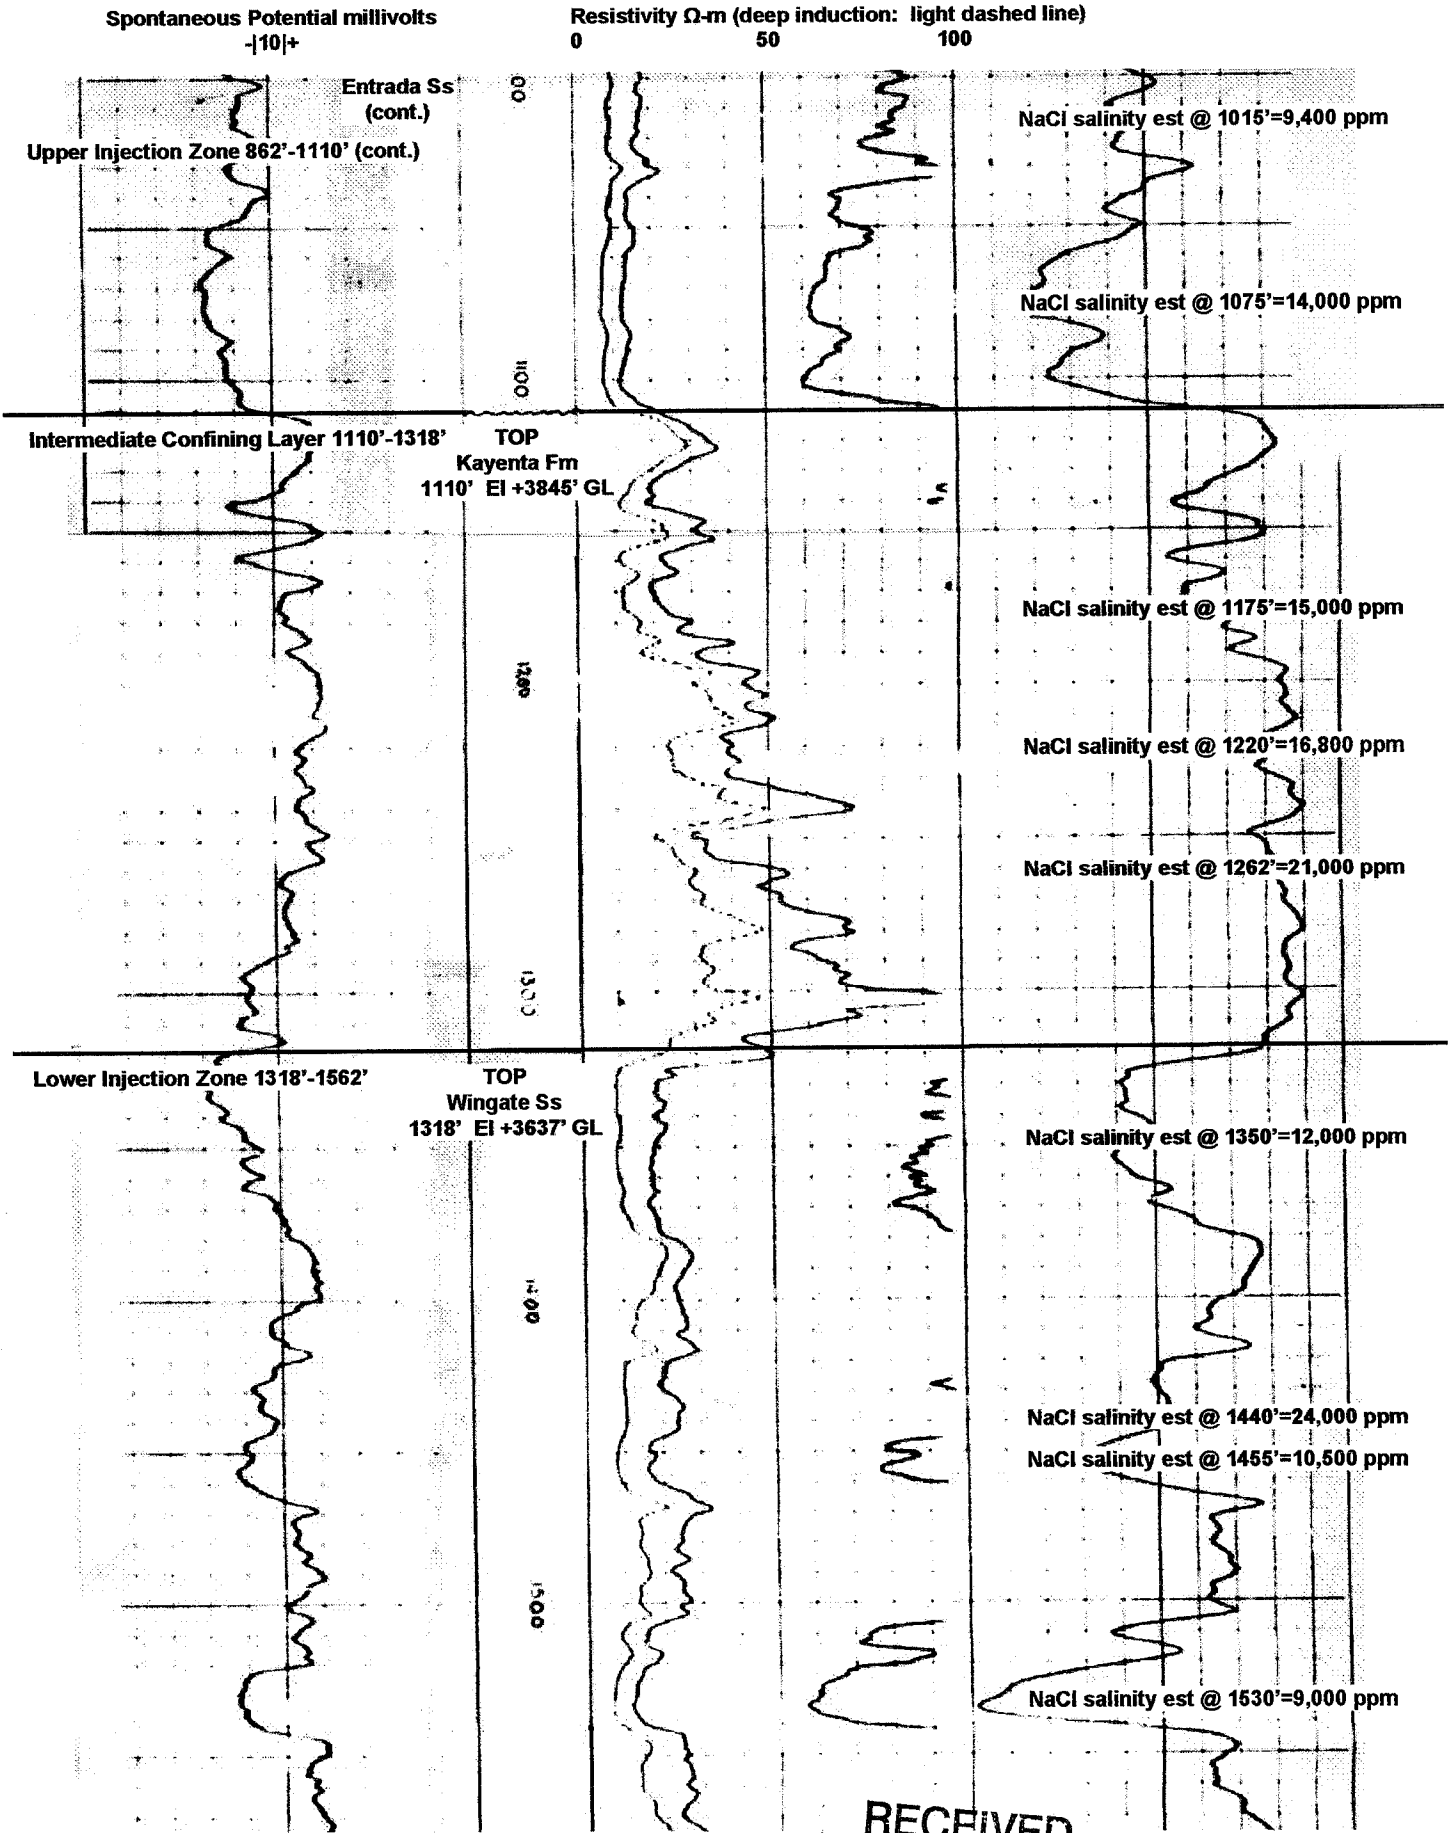 Spontaneous Potential millivolts
-|10|+
Resistivity Ω-m (deep induction: light dashed line)
0 50 100
Entrada Ss
(cont.)
00
NaCl salinity est @ 1015'=9,400 ppm
Upper Injection Zone 862'-1110' (cont.)
NaCl salinity est @ 1075'=14,000 ppm
1100
Intermediate Confining Layer 1110'-1318'
TOP
Kayenta Fm
1110' El +3845' GL
NaCl salinity est @ 1175'=15,000 ppm
1200
NaCl salinity est @ 1220'=16,800 ppm
NaCl salinity est @ 1262'=21,000 ppm
1300
Lower Injection Zone 1318'-1562'
TOP
Wingate Ss
1318' El +3637' GL
NaCl salinity est @ 1350'=12,000 ppm
1400
NaCl salinity est @ 1440'=24,000 ppm
NaCl salinity est @ 1455'=10,500 ppm
1500
NaCl salinity est @ 1530'=9,000 ppm
RECEIVED